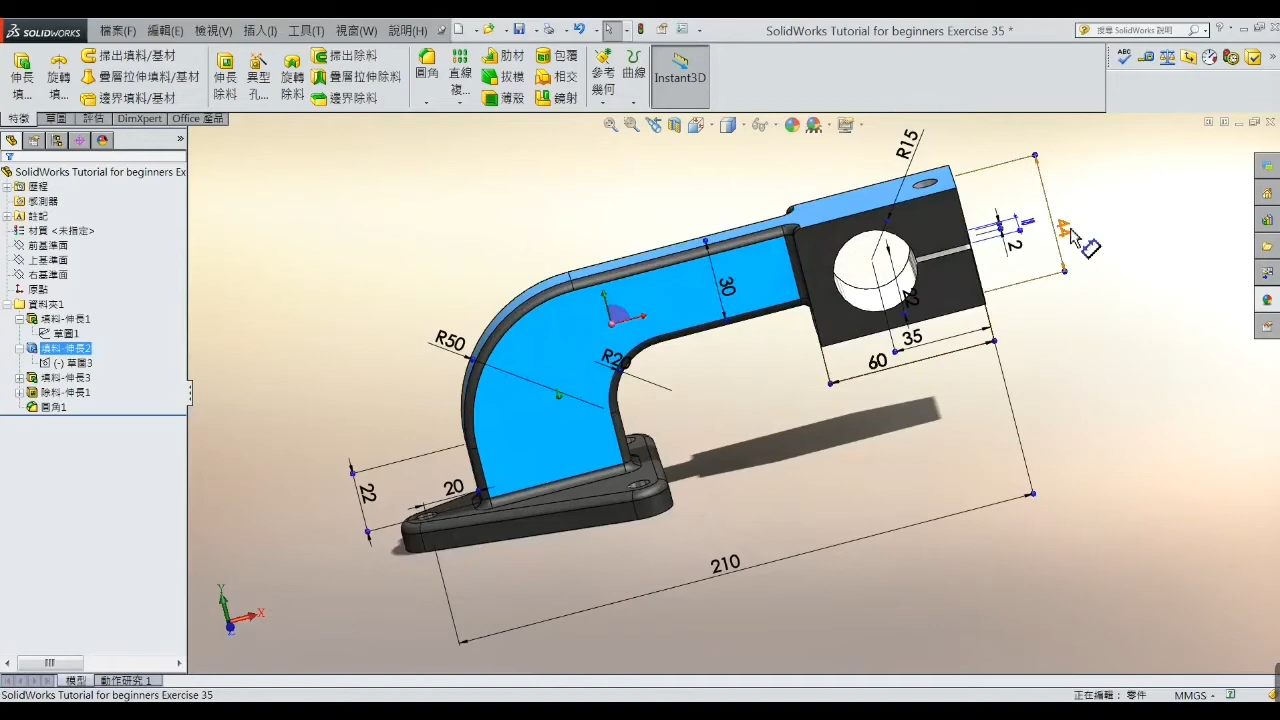 SOLIDWORKS
檔案(F) 編輯(E) 檢視(V) 插入(I) 工具(T) 視窗(W) 說明(H)
SolidWorks Tutorial for beginners Exercise 35 *
搜尋 SolidWorks 說明
伸長填...
旋轉填...
掃出填料/基材
疊層拉伸填料/基材
邊界填料/基材
伸長除料
異型孔...
旋轉除料
掃出除料
疊層拉伸除料
邊界除料
圓角
直線複...
肋材
拔模
薄殼
包覆
相交
鏡射
參考幾何
曲線
Instant3D
特徵 草圖 評估 DimXpert Office 產品
SolidWorks Tutorial for beginners Ex
歷程
感測器
註記
材質 <未指定>
前基準面
上基準面
右基準面
原點
資料夾1
填料-伸長1
草圖1
填料-伸長2
(-) 草圖3
填料-伸長3
除料-伸長1
圓角1
R15
44
2
30
22
35
60
R50
R20
22
20
210
Y
X
Z
模型 動作研究 1
SolidWorks Tutorial for beginners Exercise 35
正在編輯: 零件
MMGS